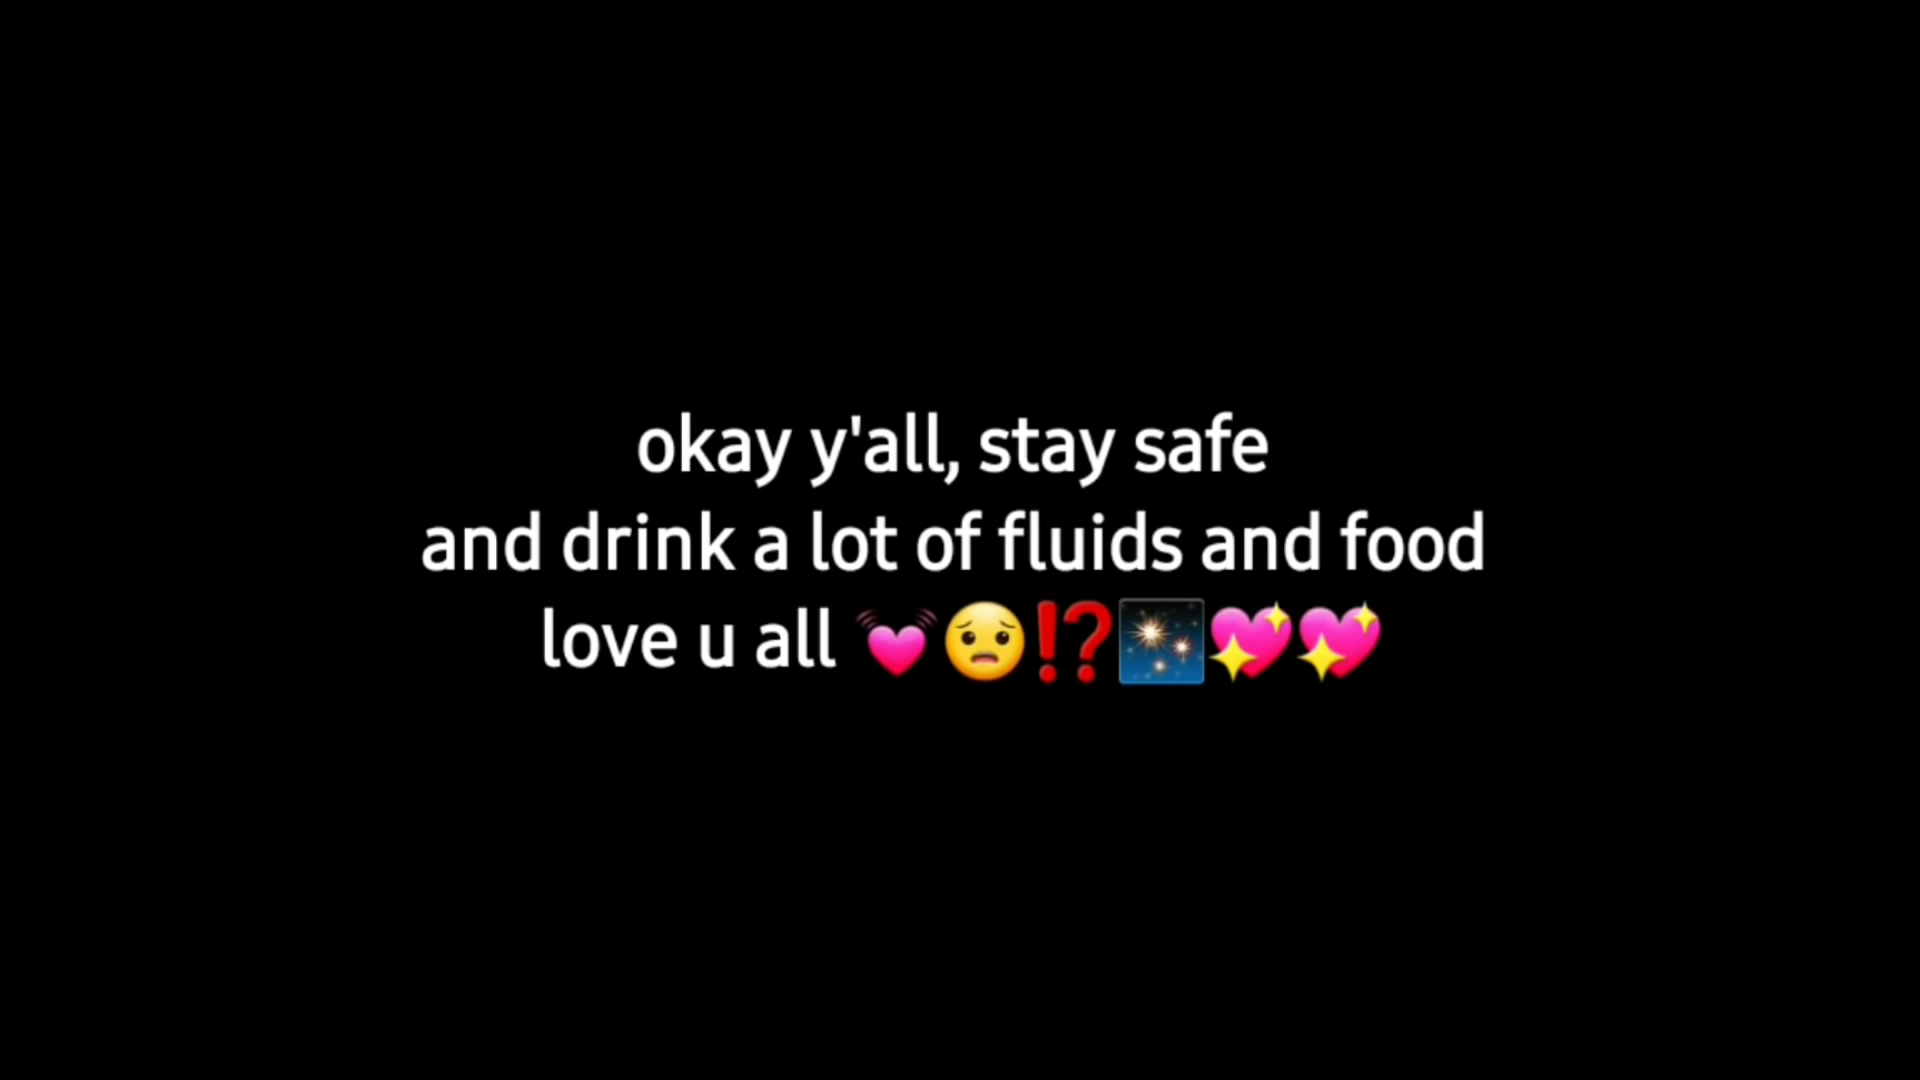 okay y'all, stay safe
and drink a lot of fluids and food
love u all 💓😟⁉️🎇💖💖